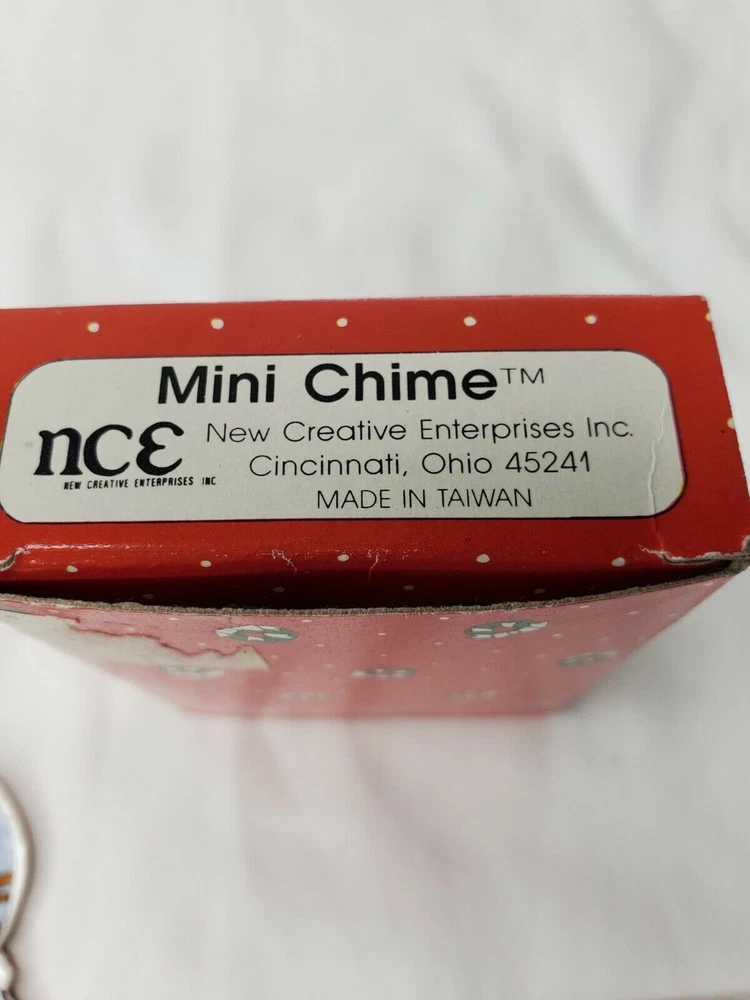 Mini Chime™
nce
NEW CREATIVE ENTERPRISES INC
New Creative Enterprises Inc.
Cincinnati, Ohio 45241
MADE IN TAIWAN